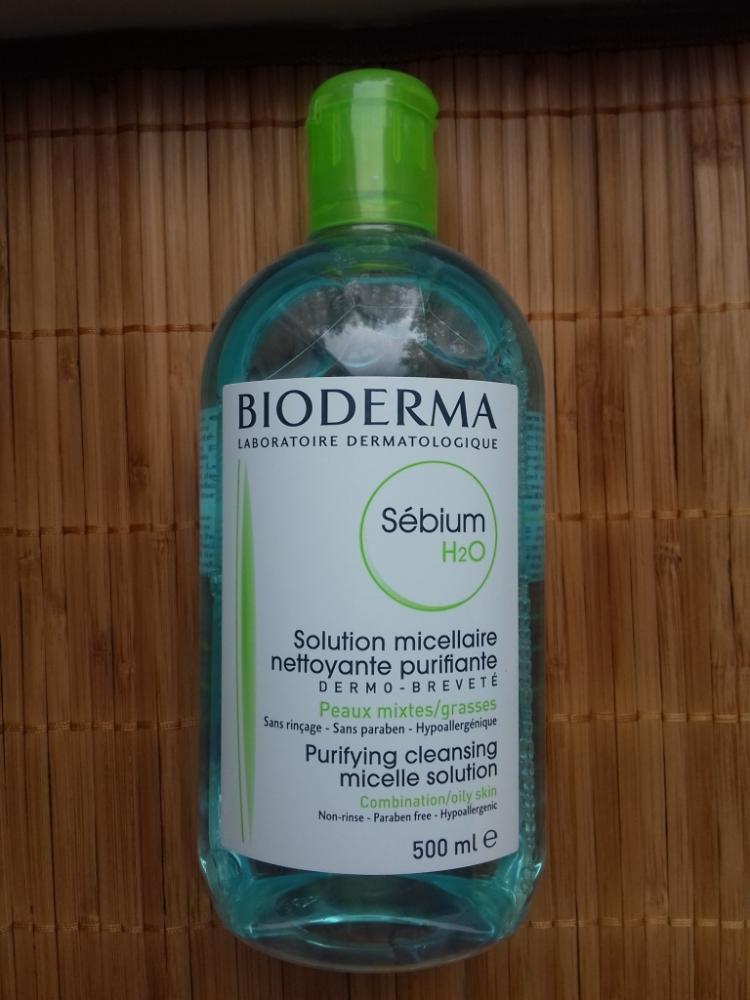 BIODERMA
LABORATOIRE DERMATOLOGIQUE
Sébium
H2O
Solution micellaire
nettoyante purifiante
DERMO-BREVETÉ
Peaux mixtes/grasses
Sans rinçage - Sans paraben - Hypoallergénique
Purifying cleansing
micelle solution
Combination/oily skin
Non-rinse - Paraben free - Hypoallergenic
500 ml e